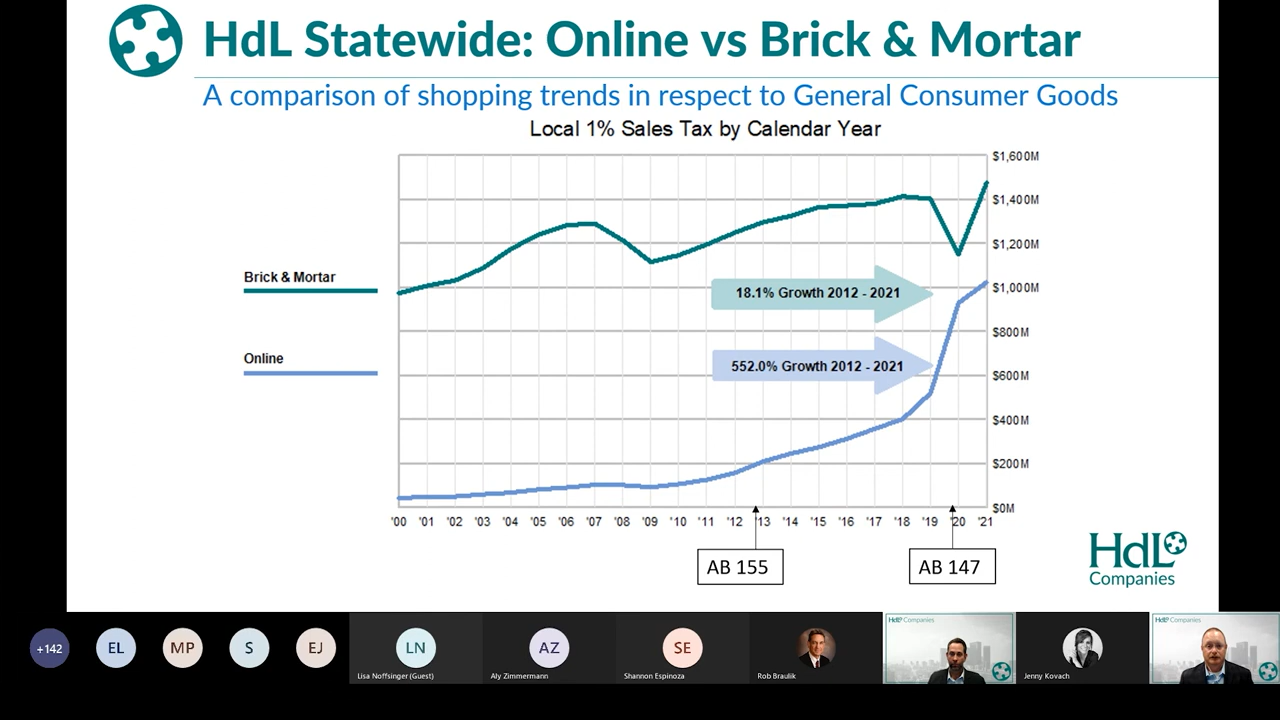 HdL Statewide: Online vs Brick & Mortar
A comparison of shopping trends in respect to General Consumer Goods
Local 1% Sales Tax by Calendar Year
$1,600M
$1,400M
$1,200M
$1,000M
$800M
$600M
$400M
$200M
$0M
Brick & Mortar
Online
18.1% Growth 2012 - 2021
552.0% Growth 2012 - 2021
'00 '01 '02 '03 '04 '05 '06 '07 '08 '09 '10 '11 '12 '13 '14 '15 '16 '17 '18 '19 '20 '21
AB 155
AB 147
HdL
Companies
+142
EL
MP
S
EJ
LN
Lisa Noffsinger (Guest)
AZ
Aly Zimmermann
SE
Shannon Espinoza
Rob Braulik
HdL Companies
Jenny Kovach
HdL Companies